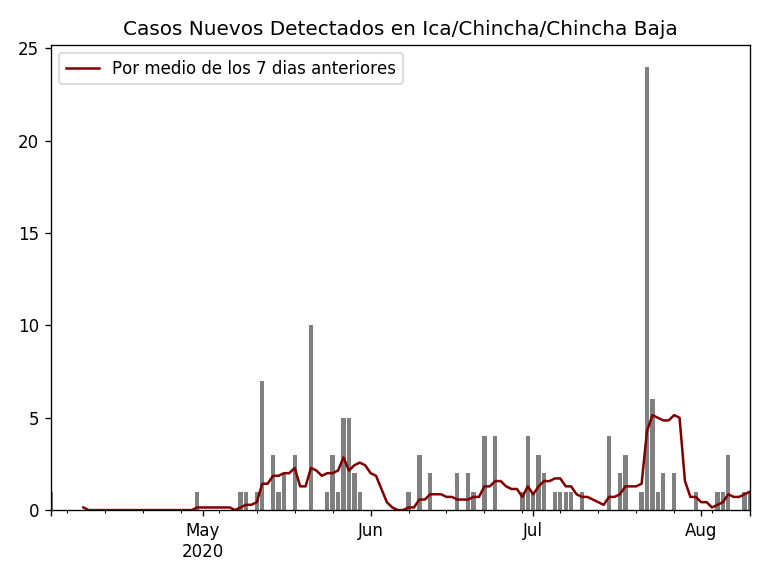 Casos Nuevos Detectados en Ica/Chincha/Chincha Baja
Por medio de los 7 dias anteriores
25
20
15
10
5
0
May
2020
Jun
Jul
Aug